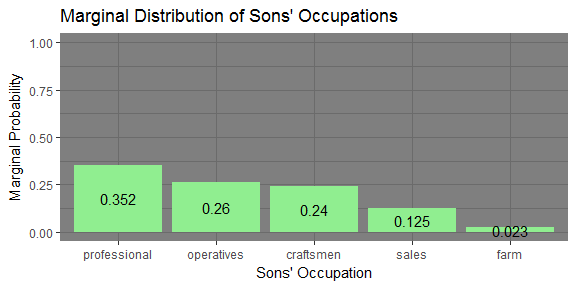 Marginal Distribution of Sons' Occupations
Marginal Probability
1.00
0.75
0.50
0.25
0.00
0.352
0.26
0.24
0.125
0.023
professional
operatives
craftsmen
sales
farm
Sons' Occupation